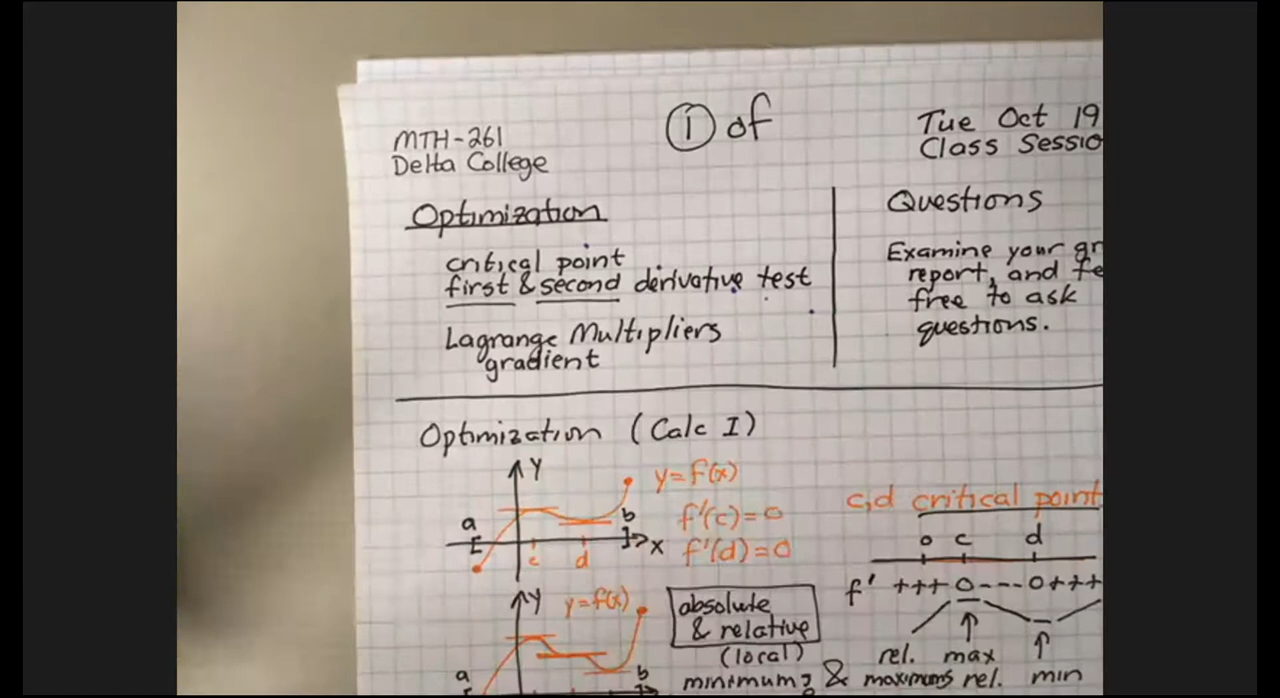 MTH-261
Delta College
① of
Tue Oct 19
Class Sessio
Optimization
critical point
first & second derivative test
Lagrange Multipliers
gradient
Questions
Examine your gr
report, and fe
free to ask
questions.
Optimization (Calc I)
y
a
b
x
c
d
y=f(x)
f'(c)=0
f'(d)=0
c,d critical point
o c d
f' +++0---0+++
rel. max
rel. min
y
y=f(x)
a
b
absolute
& relative
(local)
minimums & maximums